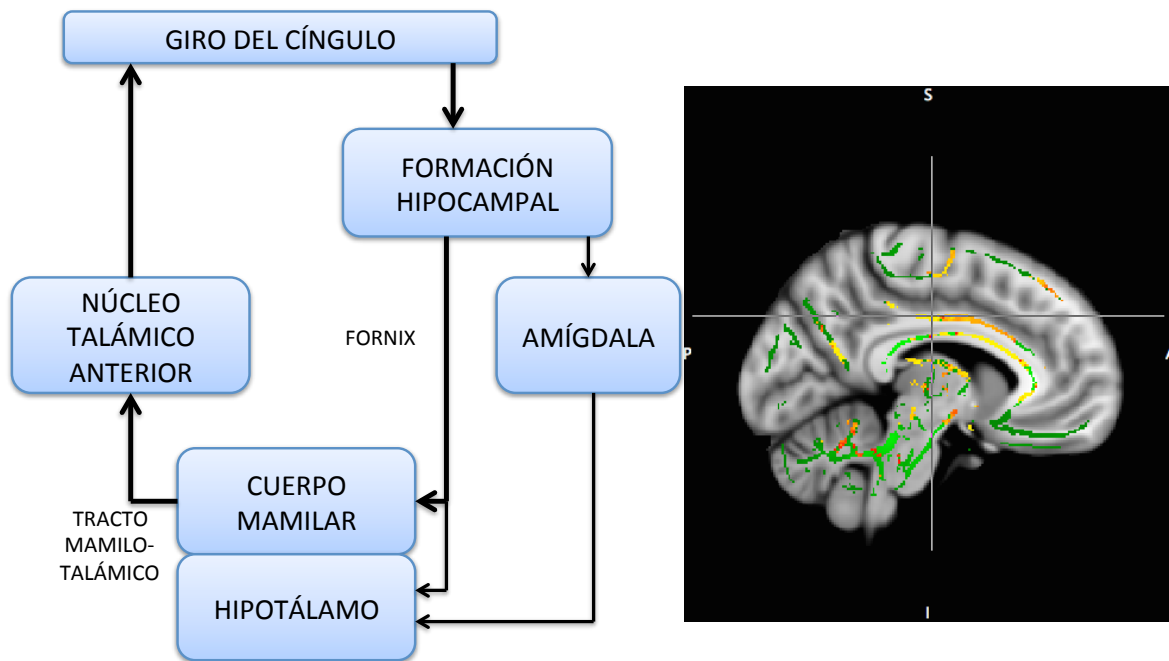 GIRO DEL CÍNGULO
FORMACIÓN
HIPOCAMPAL
NÚCLEO
TALÁMICO
ANTERIOR
FORNIX
AMÍGDALA
CUERPO
MAMILAR
TRACTO
MAMILO-
TALÁMICO
HIPOTÁLAMO
S
P
A
I